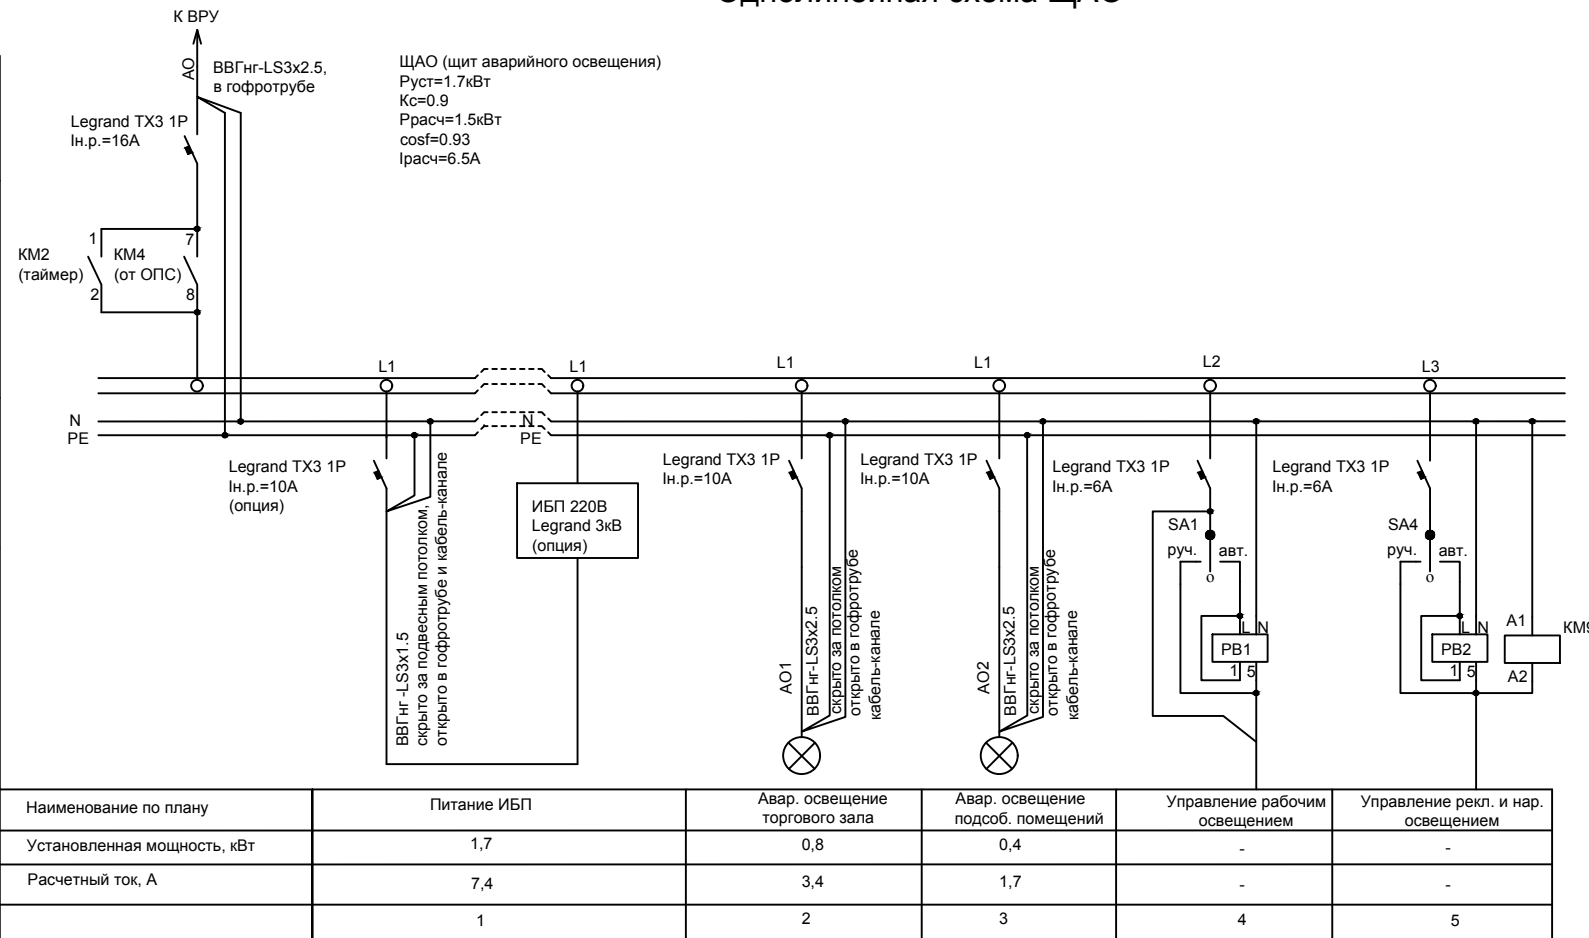 Однолинейная схема ЩАО
К ВРУ
АО
ВВГнг-LS3х2.5,
в гофротрубе
ЩАО (щит аварийного освещения)
Руст=1.7кВт
Кс=0.9
Ррасч=1.5кВт
cosf=0.93
Iрасч=6.5А
Legrand TX3 1P
Iн.р.=16А
КМ2
(таймер)
1
2
КМ4
(от ОПС)
7
8
L1
L1
L1
L1
L2
L3
N
PE
N
PE
Legrand TX3 1P
Iн.р.=10А
(опция)
ВВГнг -LS3х1.5
скрыто за подвесным потолком,
открыто в гофротрубе и кабель-канале
ИБП 220В
Legrand 3кВ
(опция)
Legrand TX3 1P
Iн.р.=10А
АО1
ВВГнг-LS3х2.5
скрыто за потолком
открыто в гофротрубе
кабель-канале
Legrand TX3 1P
Iн.р.=10А
АО2
ВВГнг-LS3х2.5
скрыто за потолком
открыто в гофротрубе
кабель-канале
Legrand TX3 1P
Iн.р.=6А
SA1
руч. авт.
о
L N
РВ1
1 5
Legrand TX3 1P
Iн.р.=6А
SA4
руч. авт.
о
L N
РВ2
1 5
А1
КМ9
А2
Наименование по плану
Питание ИБП
Авар. освещение
торгового зала
Авар. освещение
подсоб. помещений
Управление рабочим
освещением
Управление рекл. и нар.
освещением
Установленная мощность, кВт 1,7 0,8 0,4 - -
Расчетный ток, А 7,4 3,4 1,7 - -
1 2 3 4 5